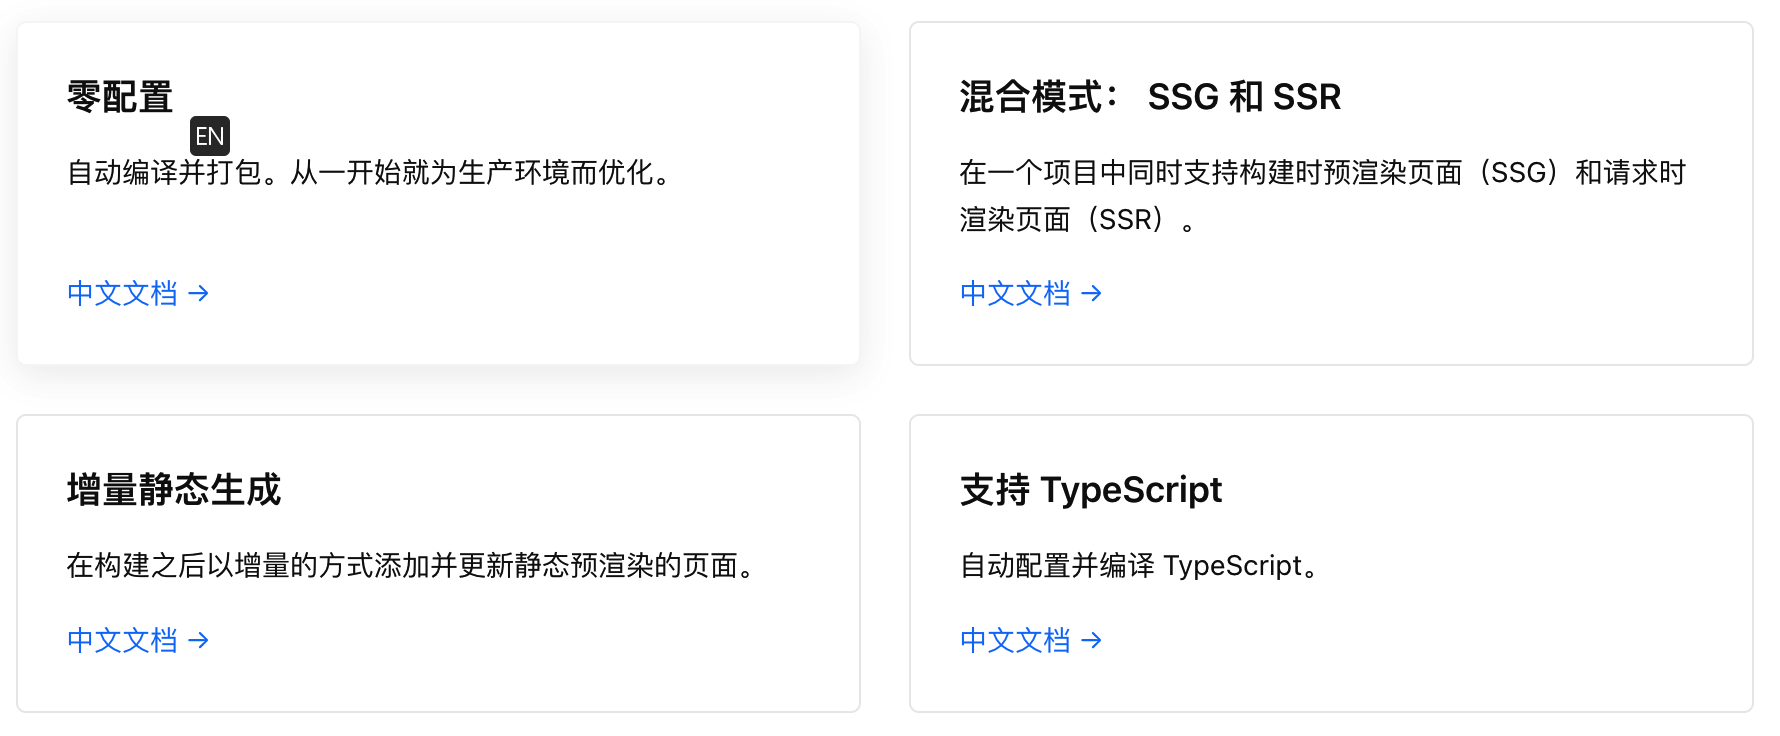 零配置
EN
自动编译并打包。从一开始就为生产环境而优化。
中文文档 →
混合模式： SSG 和 SSR
在一个项目中同时支持构建时预渲染页面（SSG）和请求时
渲染页面（SSR）。
中文文档 →
增量静态生成
在构建之后以增量的方式添加并更新静态预渲染的页面。
中文文档 →
支持 TypeScript
自动配置并编译 TypeScript。
中文文档 →